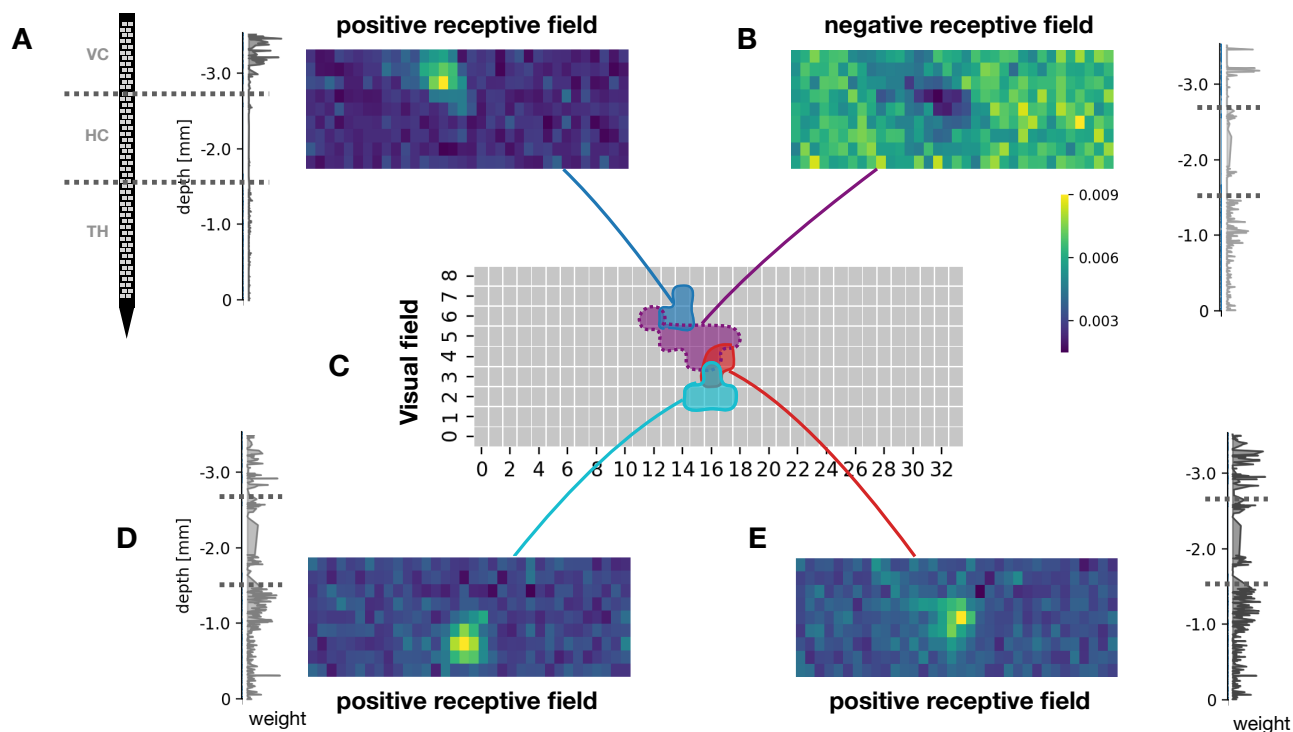 positive receptive field
negative receptive field
A
B
VC
HC
TH
depth [mm]
-3.0
-2.0
-1.0
0
-3.0
-2.0
-1.0
0
0.009
0.006
0.003
C
Visual field
8
7
6
5
4
3
2
1
0
0 2 4 6 8 10 12 14 16 18 20 22 24 26 28 30 32
D
E
depth [mm]
-3.0
-2.0
-1.0
0
weight
-3.0
-2.0
-1.0
0
weight
positive receptive field
positive receptive field